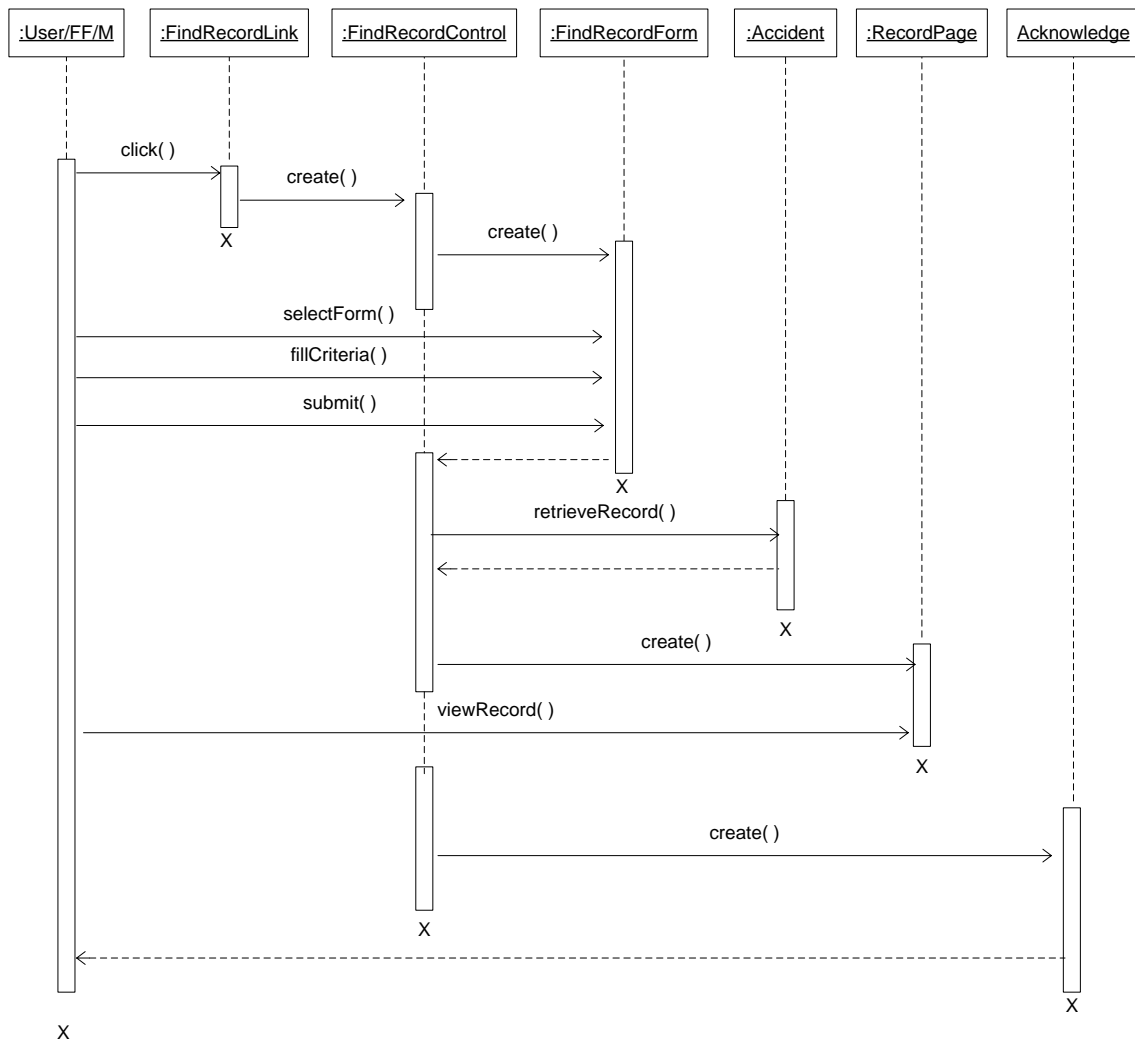 :User/FF/M
:FindRecordLink
:FindRecordControl
:FindRecordForm
:Accident
:RecordPage
Acknowledge
click( )
create( )
X
create( )
selectForm( )
fillCriteria( )
submit( )
X
retrieveRecord( )
X
create( )
viewRecord( )
X
create( )
X
X
X